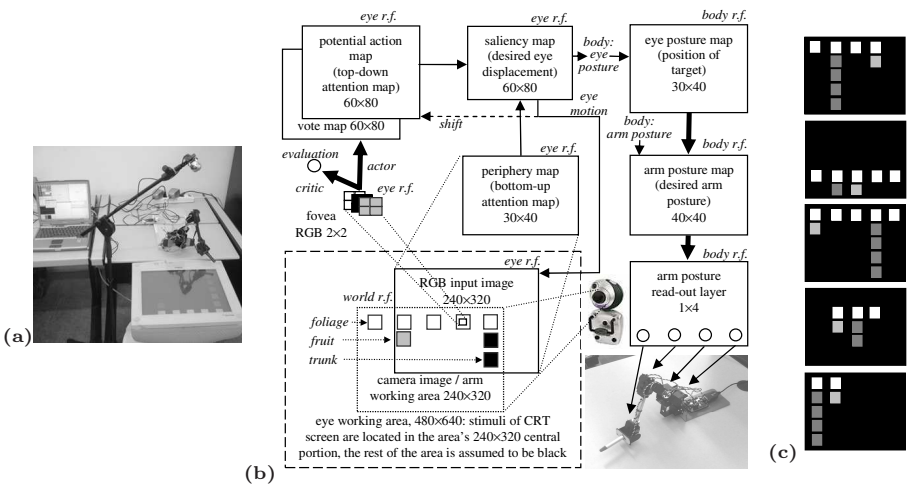 eye r.f.
potential action
map
(top-down
attention map)
60×80
vote map 60×80
eye r.f.
saliency map
(desired eye
displacement)
60×80
body:
eye
posture
body r.f.
eye posture map
(position of
target)
30×40
eye
motion
shift
body:
arm posture
evaluation
actor
critic
eye r.f.
fovea
RGB 2×2
eye r.f.
periphery map
(bottom-up
attention map)
30×40
body r.f.
arm posture map
(desired arm
posture)
40×40
body r.f.
arm posture
read-out layer
1×4
eye r.f.
RGB input image
240×320
world r.f.
foliage
fruit
trunk
camera image / arm
working area 240×320
eye working area, 480×640: stimuli of CRT
screen are located in the area's 240×320 central
portion, the rest of the area is assumed to be black
(a)
(b)
(c)